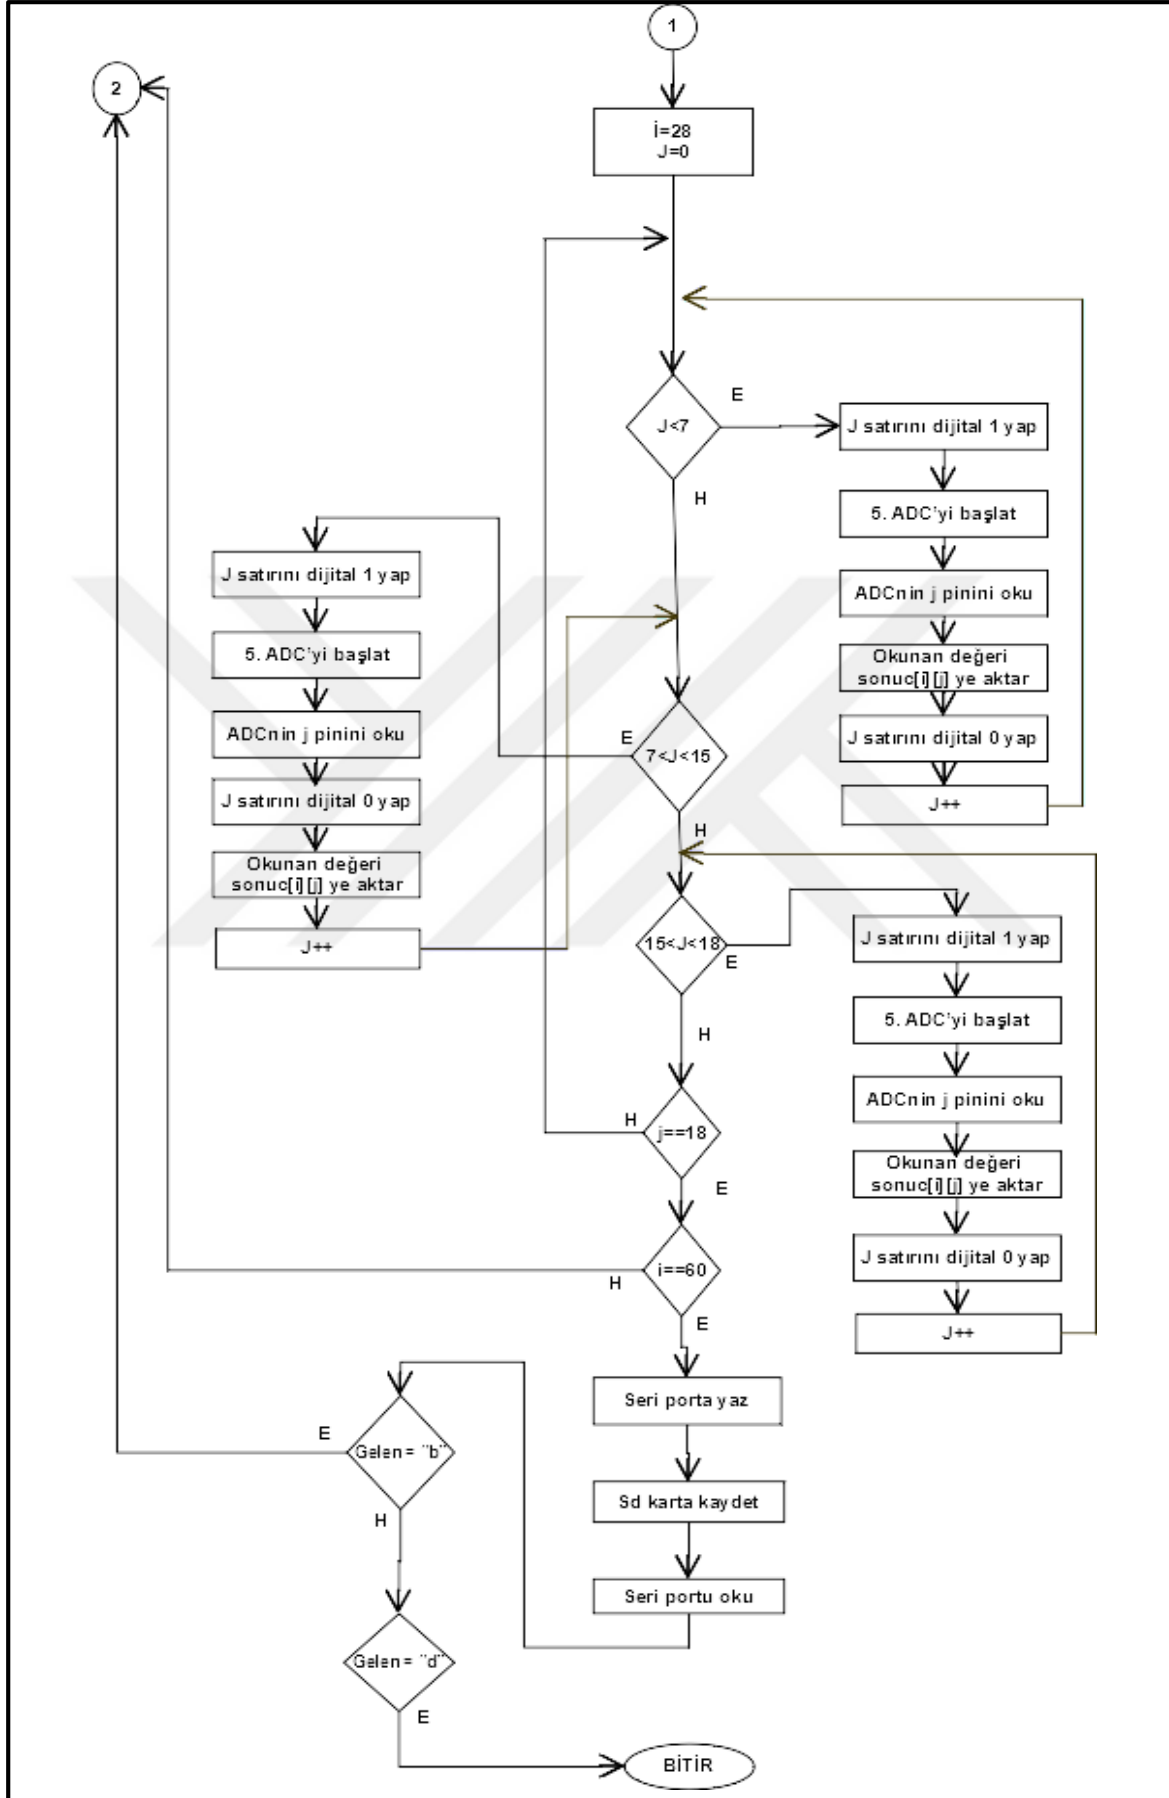 1
2
İ=28
J=0
J<7
E
H
J satırını dijital 1 yap
5. ADC'yi başlat
ADCnin j pinini oku
Okunan değeri
sonuc[i][j] ye aktar
J satırını dijital 0 yap
J++
7<J<15
E
H
J satırını dijital 1 yap
5. ADC'yi başlat
ADCnin j pinini oku
J satırını dijital 0 yap
Okunan değeri
sonuc[i][j] ye aktar
J++
15<J<18
E
H
J satırını dijital 1 yap
5. ADC'yi başlat
ADCnin j pinini oku
Okunan değeri
sonuc[i][j] ye aktar
J satırını dijital 0 yap
J++
j==18
H
E
i==60
H
E
Seri porta yaz
Sd karta kaydet
Seri portu oku
Gelen = ¨b¨
E
H
Gelen = ¨d¨
E
BİTİR